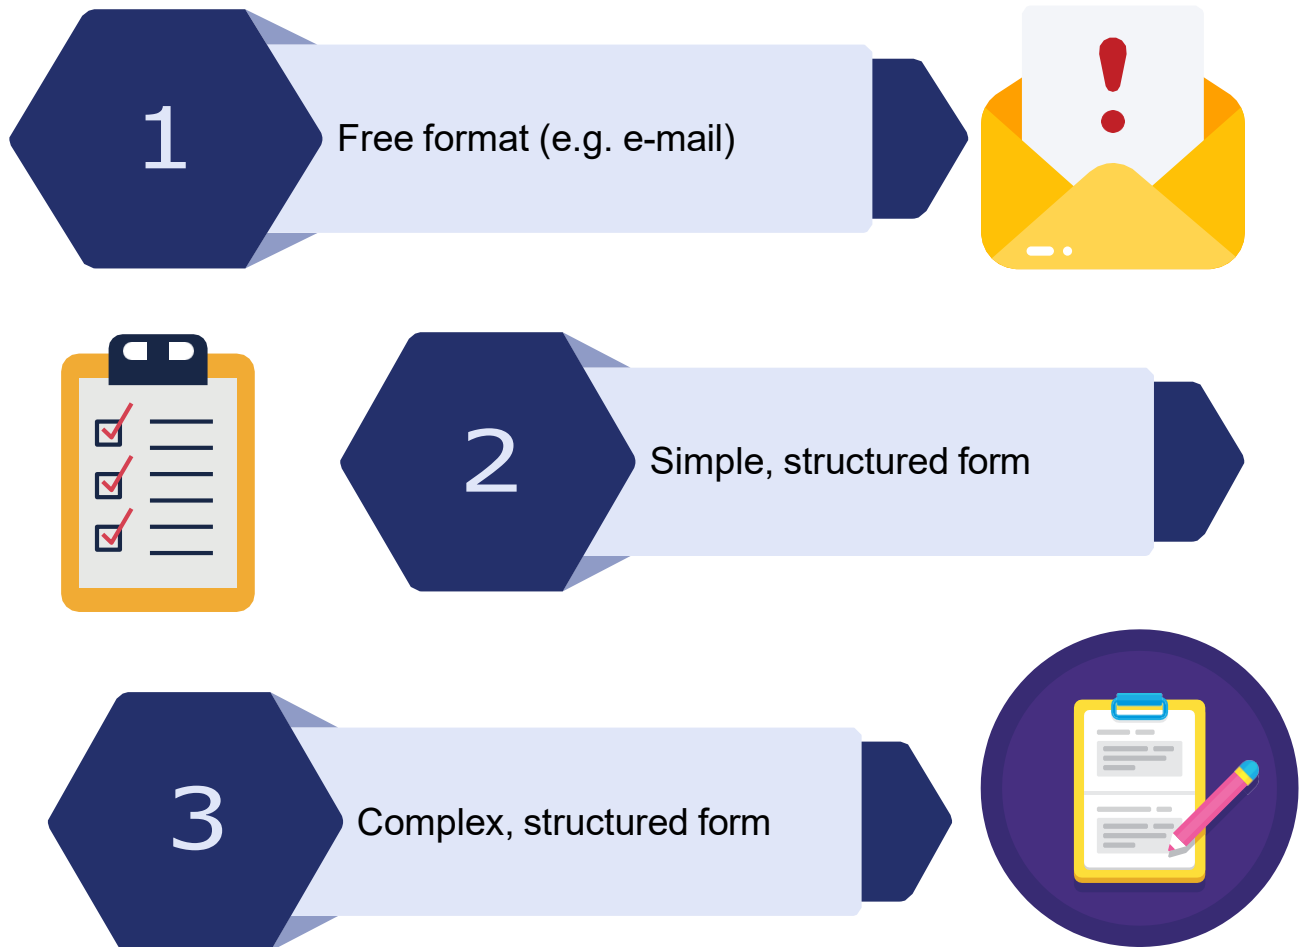 1
Free format (e.g. e-mail)
2
Simple, structured form
3
Complex, structured form